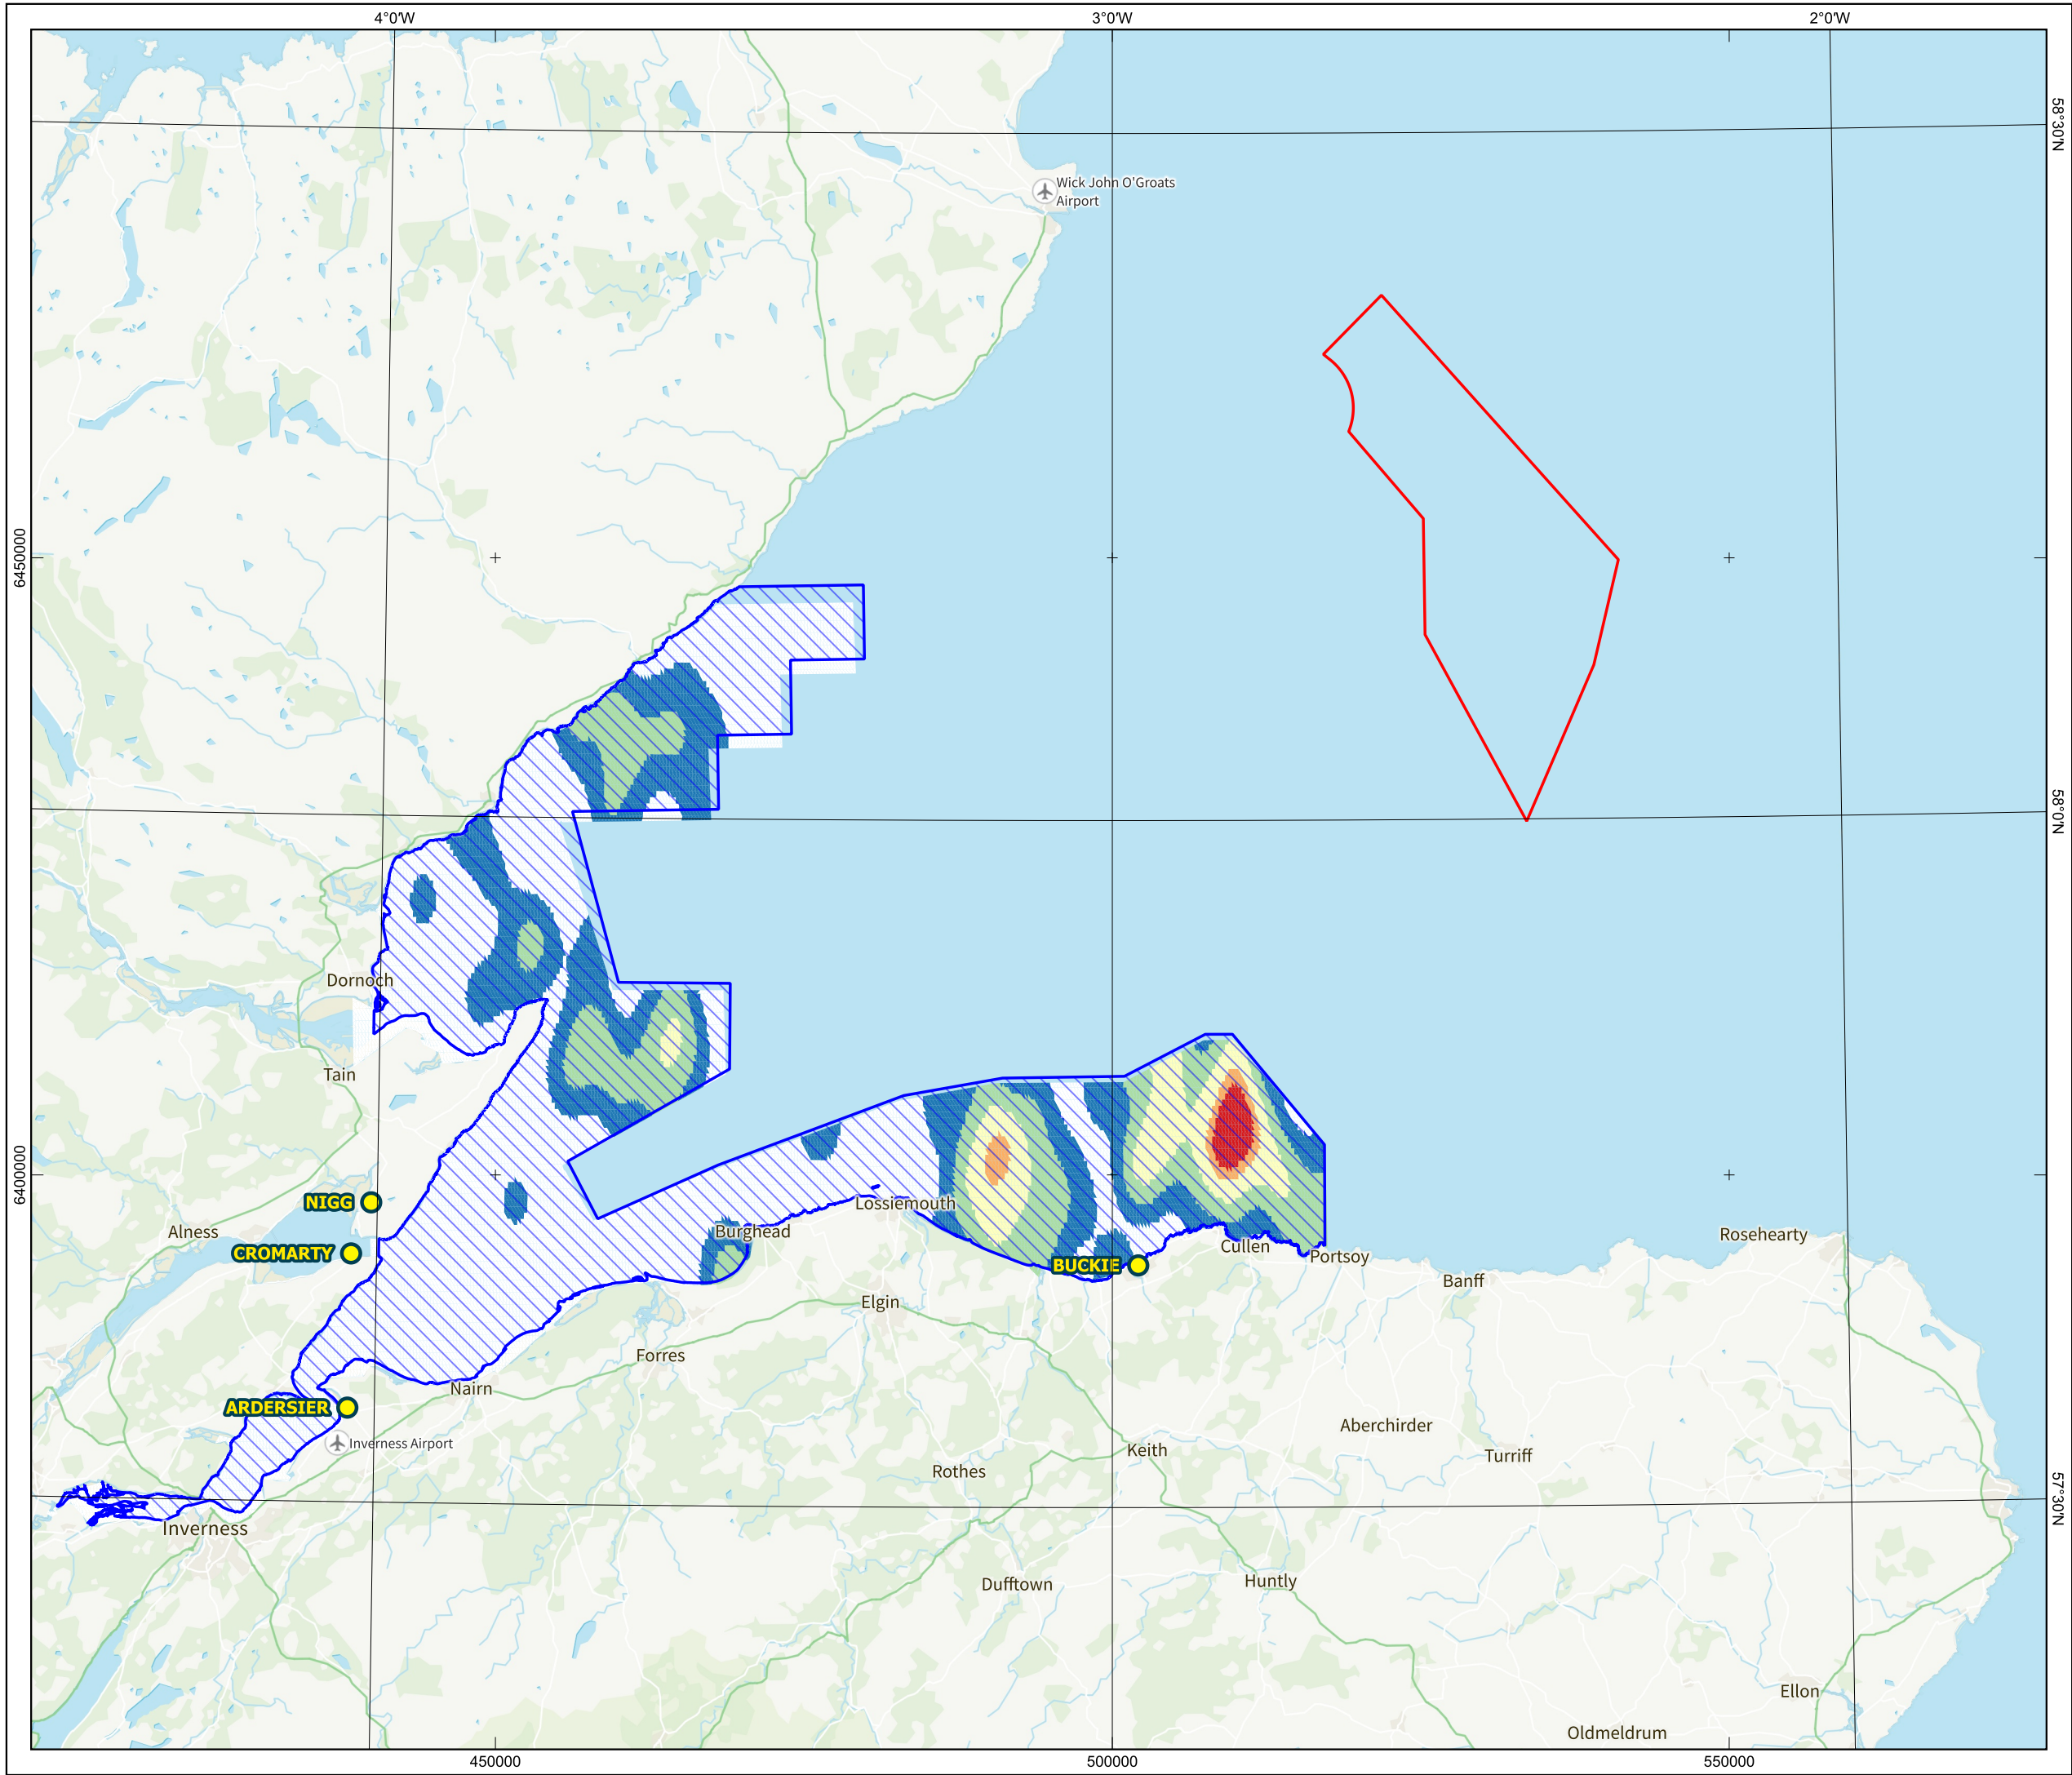 4°0'W
3°0'W
2°0'W
58°30'N
Wick John O'Groats
Airport
6450000
58°0'N
Dornoch
Tain
6400000
NIGG
Lossiemouth
Alness
Burghead
Rosehearty
CROMARTY
Cullen
Portsoy
BUCKIE
Banff
Elgin
Forres
Nairn
ARDERSIER
Aberchirder
Inverness Airport
Keith
Turriff
Rothes
57°30'N
Inverness
Huntly
Dufftown
Ellon
Oldmeldrum
450000
500000
550000